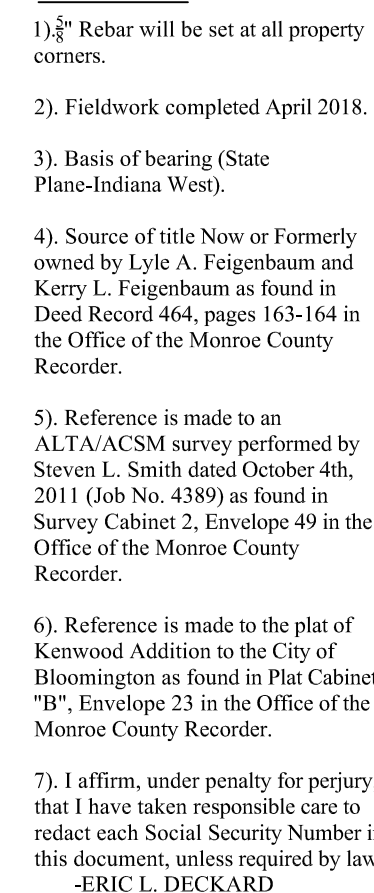 1).5/8" Rebar will be set at all property
corners.
2). Fieldwork completed April 2018.
3). Basis of bearing (State
Plane-Indiana West).
4). Source of title Now or Formerly
owned by Lyle A. Feigenbaum and
Kerry L. Feigenbaum as found in
Deed Record 464, pages 163-164 in
the Office of the Monroe County
Recorder.
5). Reference is made to an
ALTA/ACSM survey performed by
Steven L. Smith dated October 4th,
2011 (Job No. 4389) as found in
Survey Cabinet 2, Envelope 49 in the
Office of the Monroe County
Recorder.
6). Reference is made to the plat of
Kenwood Addition to the City of
Bloomington as found in Plat Cabinet
"B", Envelope 23 in the Office of the
Monroe County Recorder.
7). I affirm, under penalty for perjury
that I have taken responsible care to
redact each Social Security Number i
this document, unless required by law
-ERIC L. DECKARD